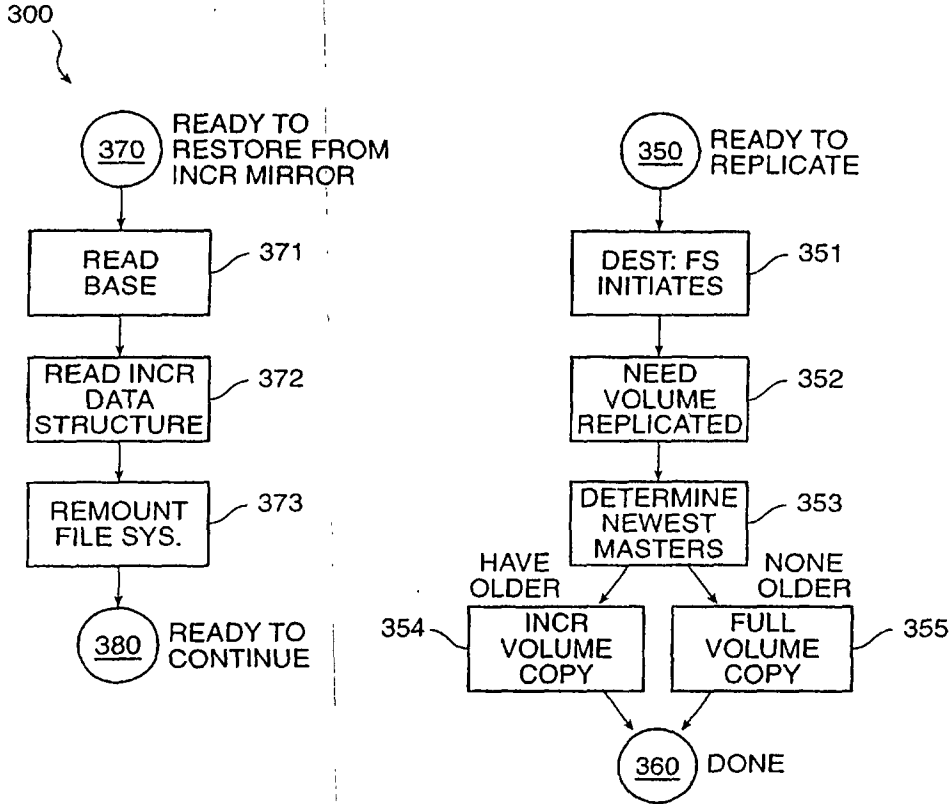 300
370
READY TO
RESTORE FROM
INCR MIRROR
READ
BASE
371
READ INCR
DATA
STRUCTURE
372
REMOUNT
FILE SYS.
373
380
READY TO
CONTINUE
350
READY TO
REPLICATE
DEST: FS
INITIATES
351
NEED
VOLUME
REPLICATED
352
DETERMINE
NEWEST
MASTERS
353
HAVE
OLDER
NONE
OLDER
354
INCR
VOLUME
COPY
FULL
VOLUME
COPY
355
360
DONE